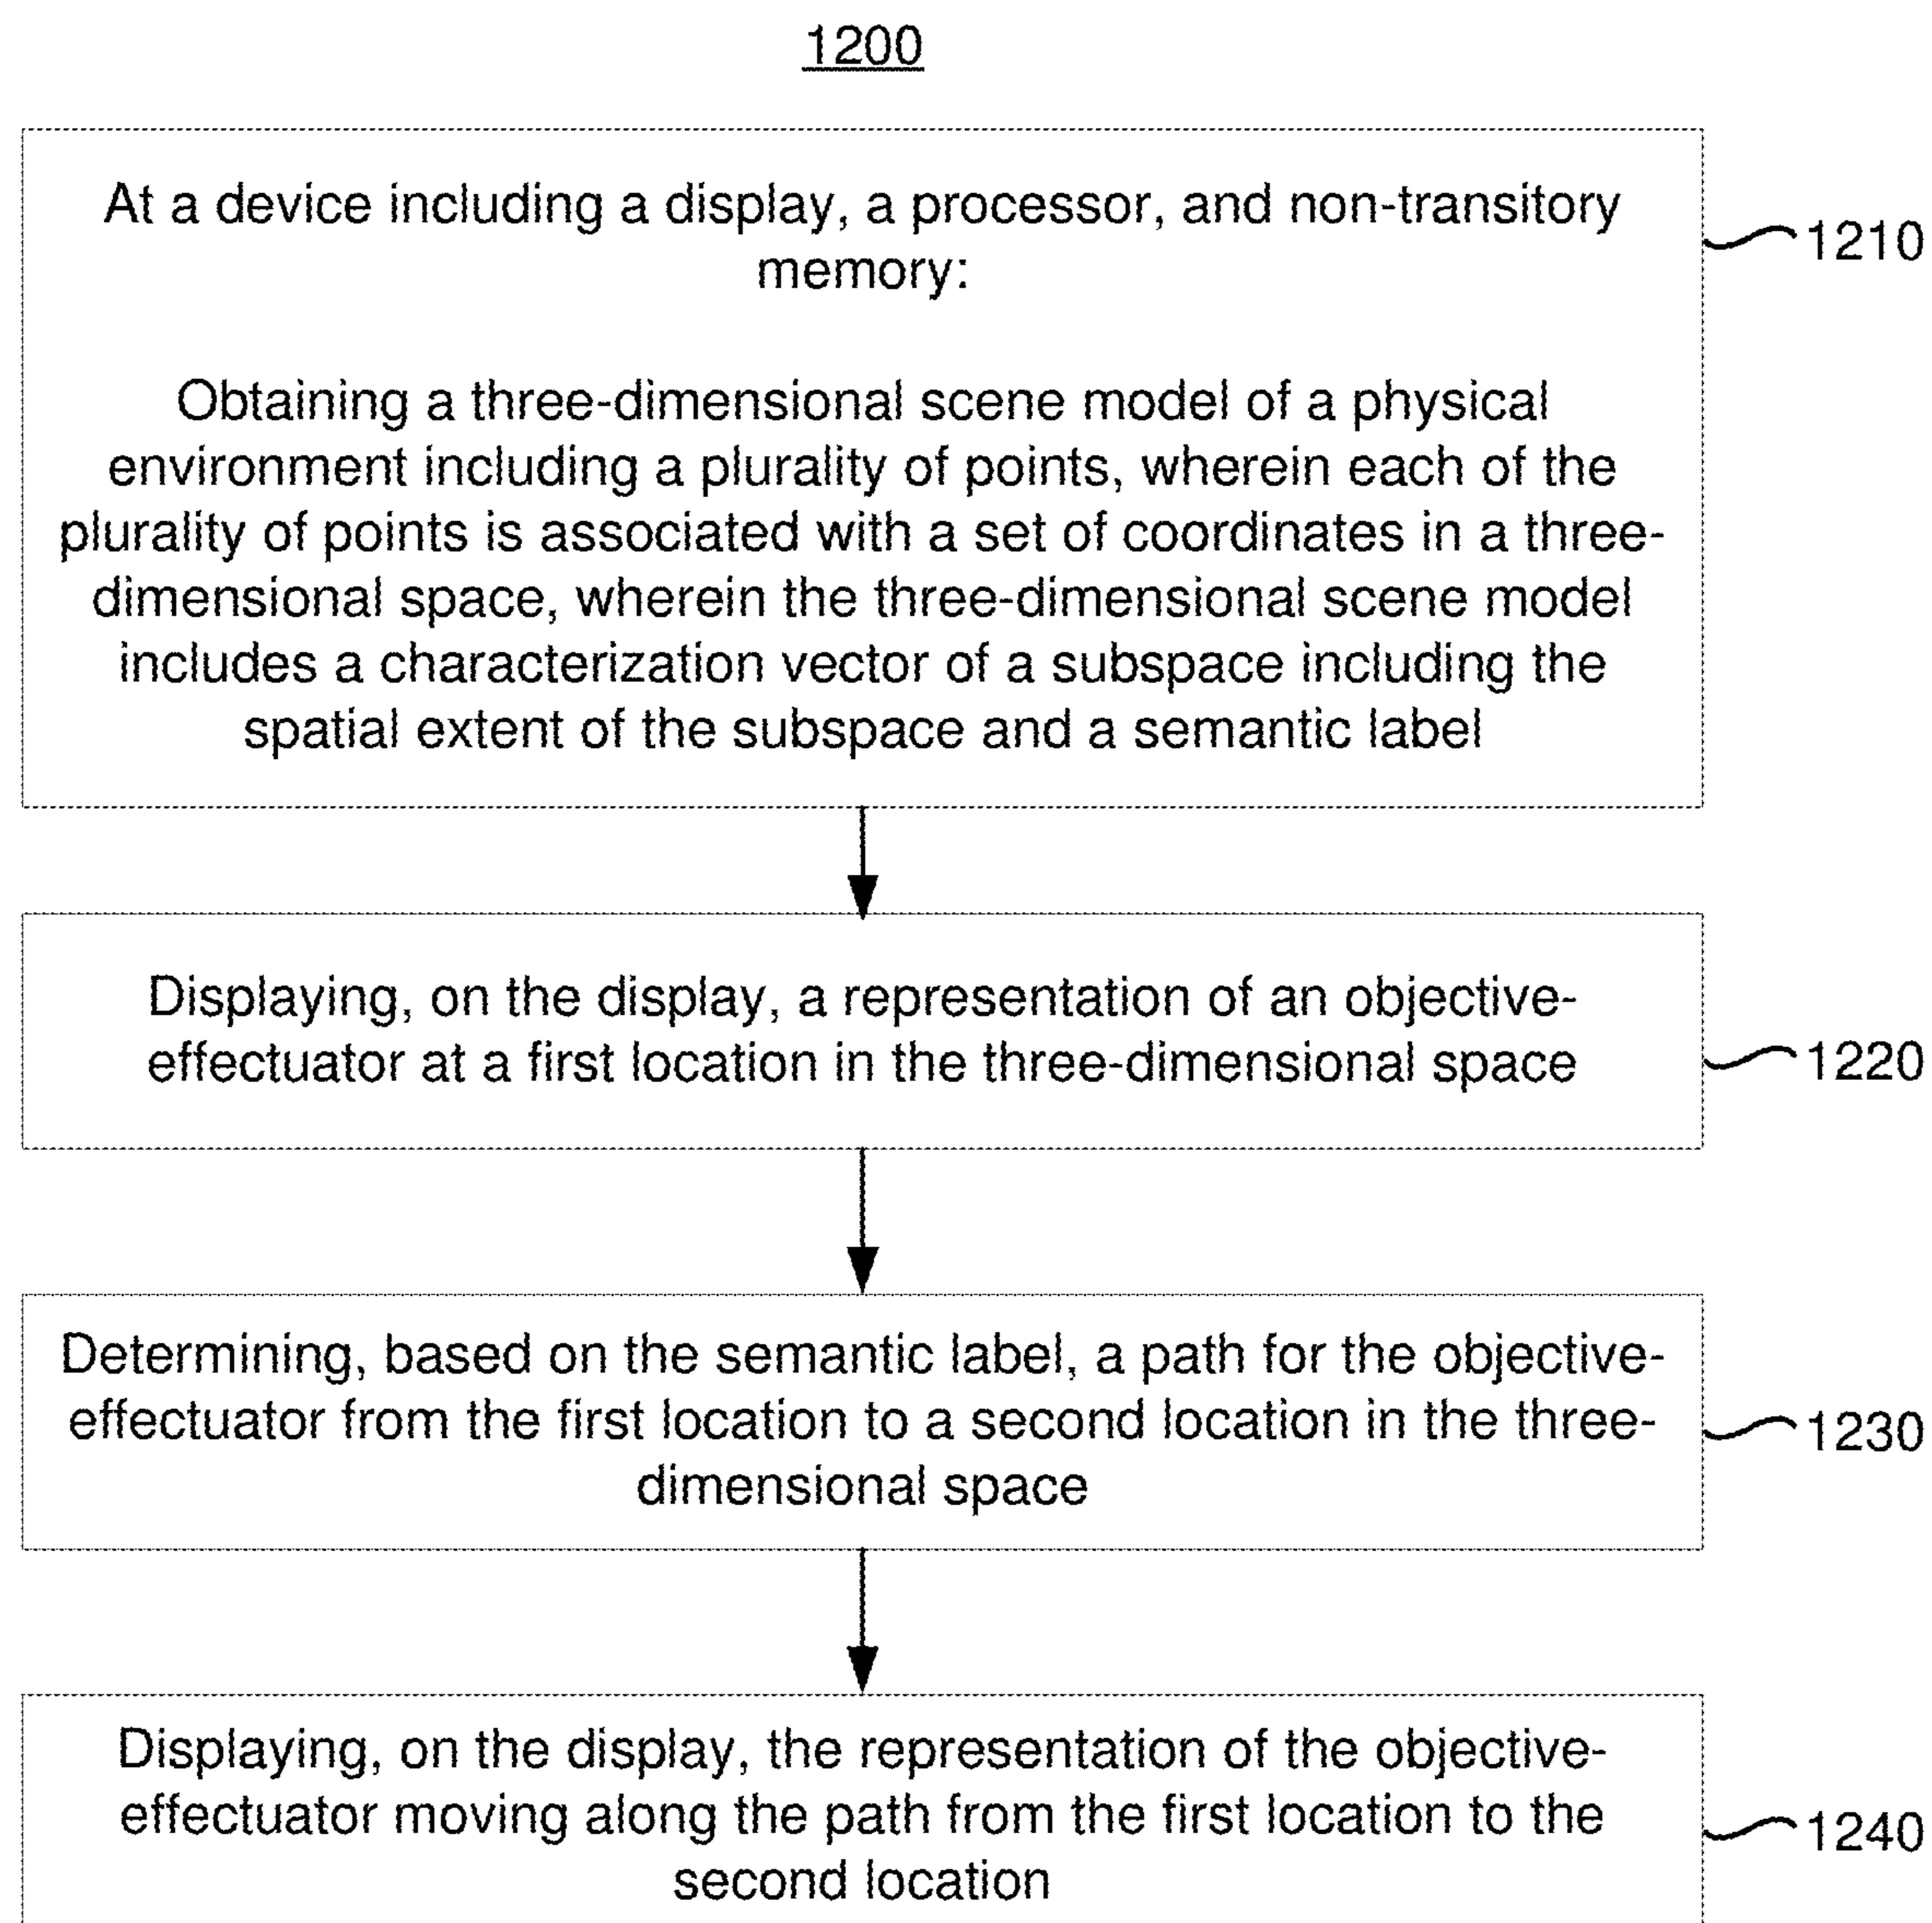 1200
At a device including a display, a processor, and non-transitory
memory:
1210
Obtaining a three-dimensional scene model of a physical
environment including a plurality of points, wherein each of the
plurality of points is associated with a set of coordinates in a three-
dimensional space, wherein the three-dimensional scene model
includes a characterization vector of a subspace including the
spatial extent of the subspace and a semantic label
Displaying, on the display, a representation of an objective-
effectuator at a first location in the three-dimensional space
1220
Determining, based on the semantic label, a path for the objective-
effectuator from the first location to a second location in the three-
dimensional space
1230
Displaying, on the display, the representation of the objective-
effectuator moving along the path from the first location to the
second location
1240